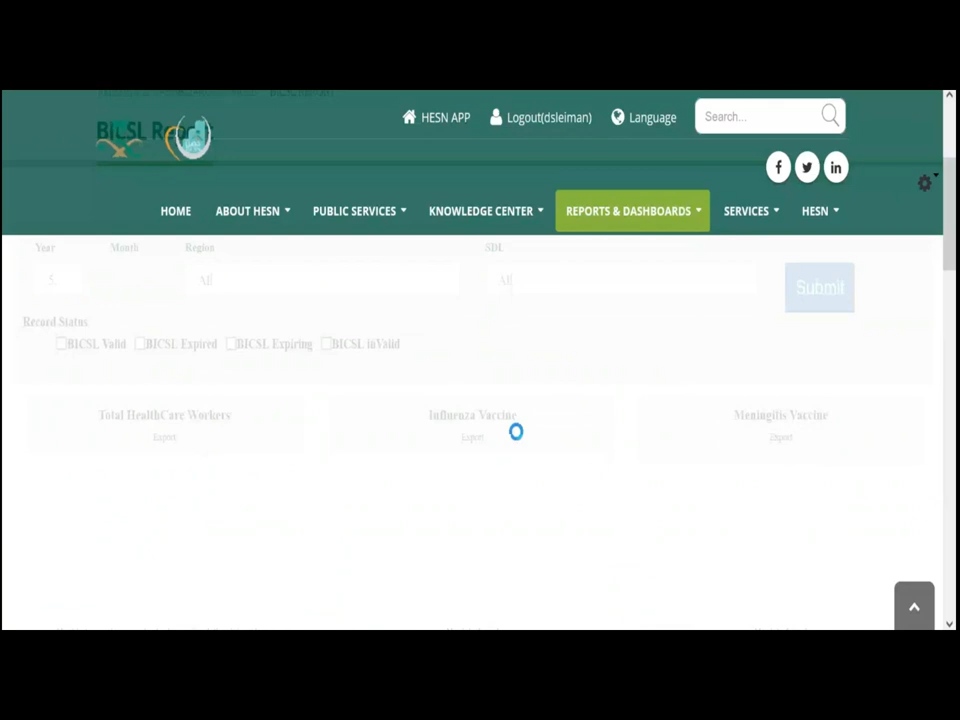 HESN APP Logout(dsleiman) Language Search...
HOME ABOUT HESN PUBLIC SERVICES KNOWLEDGE CENTER REPORTS & DASHBOARDS SERVICES HESN
Year Month Region SDL
5 All All Submit
Record Status
BICSL Valid BICSL Expired BICSL Expiring BICSL inValid
Total HealthCare Workers Influenza Vaccine Meningitis Vaccine
Export Export Export